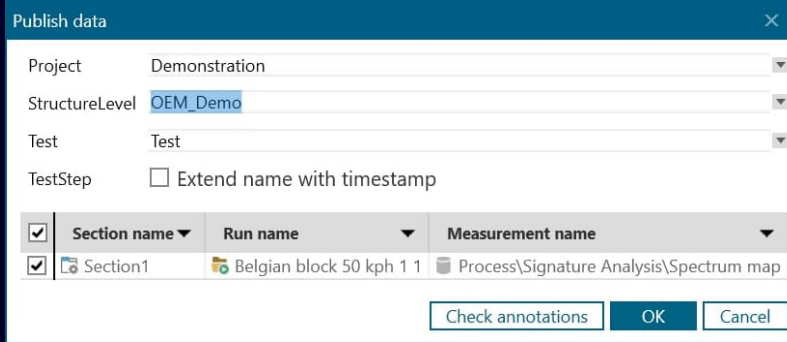 Publish data
Project Demonstration
StructureLevel OEM_Demo
Test Test
TestStep Extend name with timestamp
Section name Run name Measurement name
Section1 Belgian block 50 kph 1 1 Process\Signature Analysis\Spectrum map
Check annotations OK Cancel